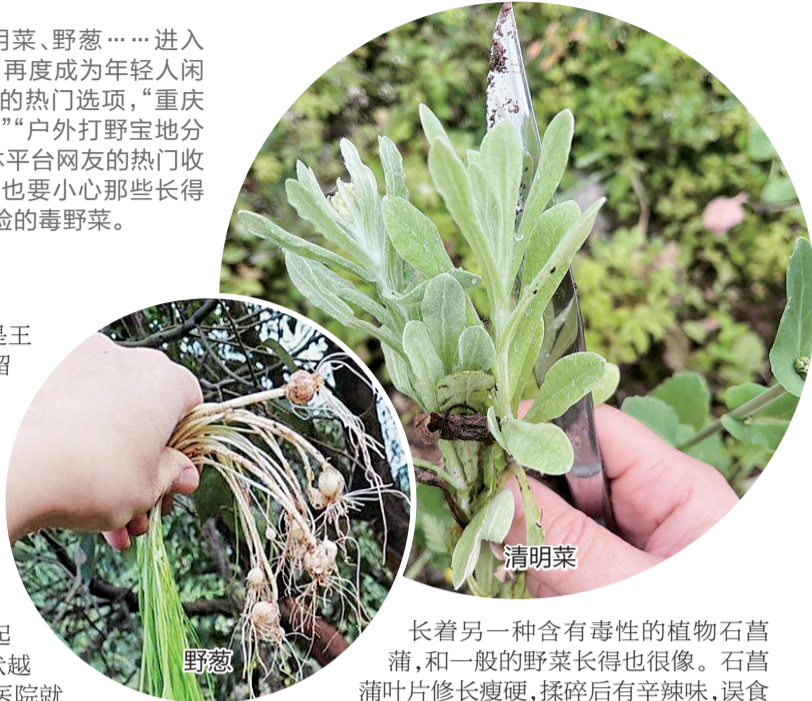 明菜、野葱……进入
再度成为年轻人闲
的热门选项,“重庆
”“户外打野宝地分
平台网友的热门收
也要小心那些长得
险的毒野菜。
是王
留
清明菜
野葱
起
越
医院就
长着另一种含有毒性的植物石菖
蒲,和一般的野菜长得也很像。石菖
蒲叶片修长瘦硬,揉碎后有辛辣味,误食